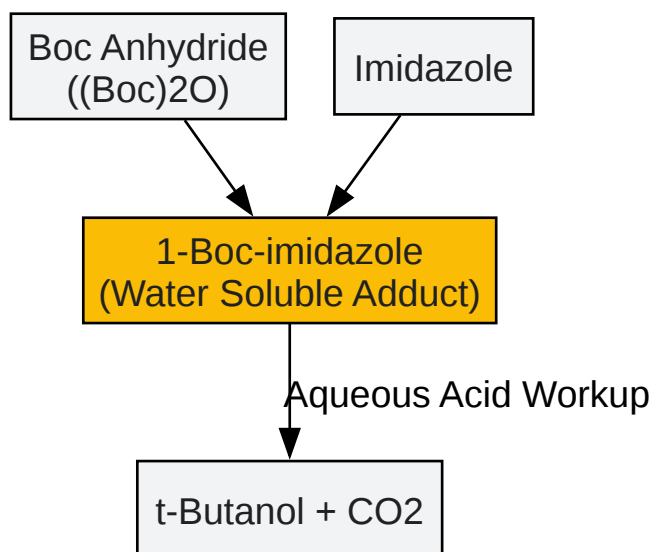 Boc Anhydride
((Boc)2O)
Imidazole
1-Boc-imidazole
(Water Soluble Adduct)
Aqueous Acid Workup
t-Butanol + CO2